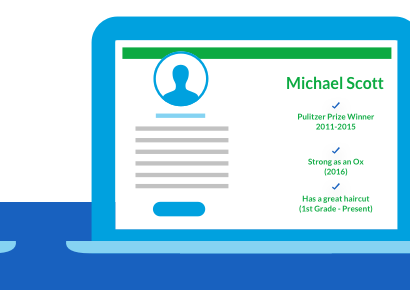 Michael Scott
Pulitzer Prize Winner
2011-2015
Strong as an Ox
(2016)
Has a great haircut
(1st Grade - Present)